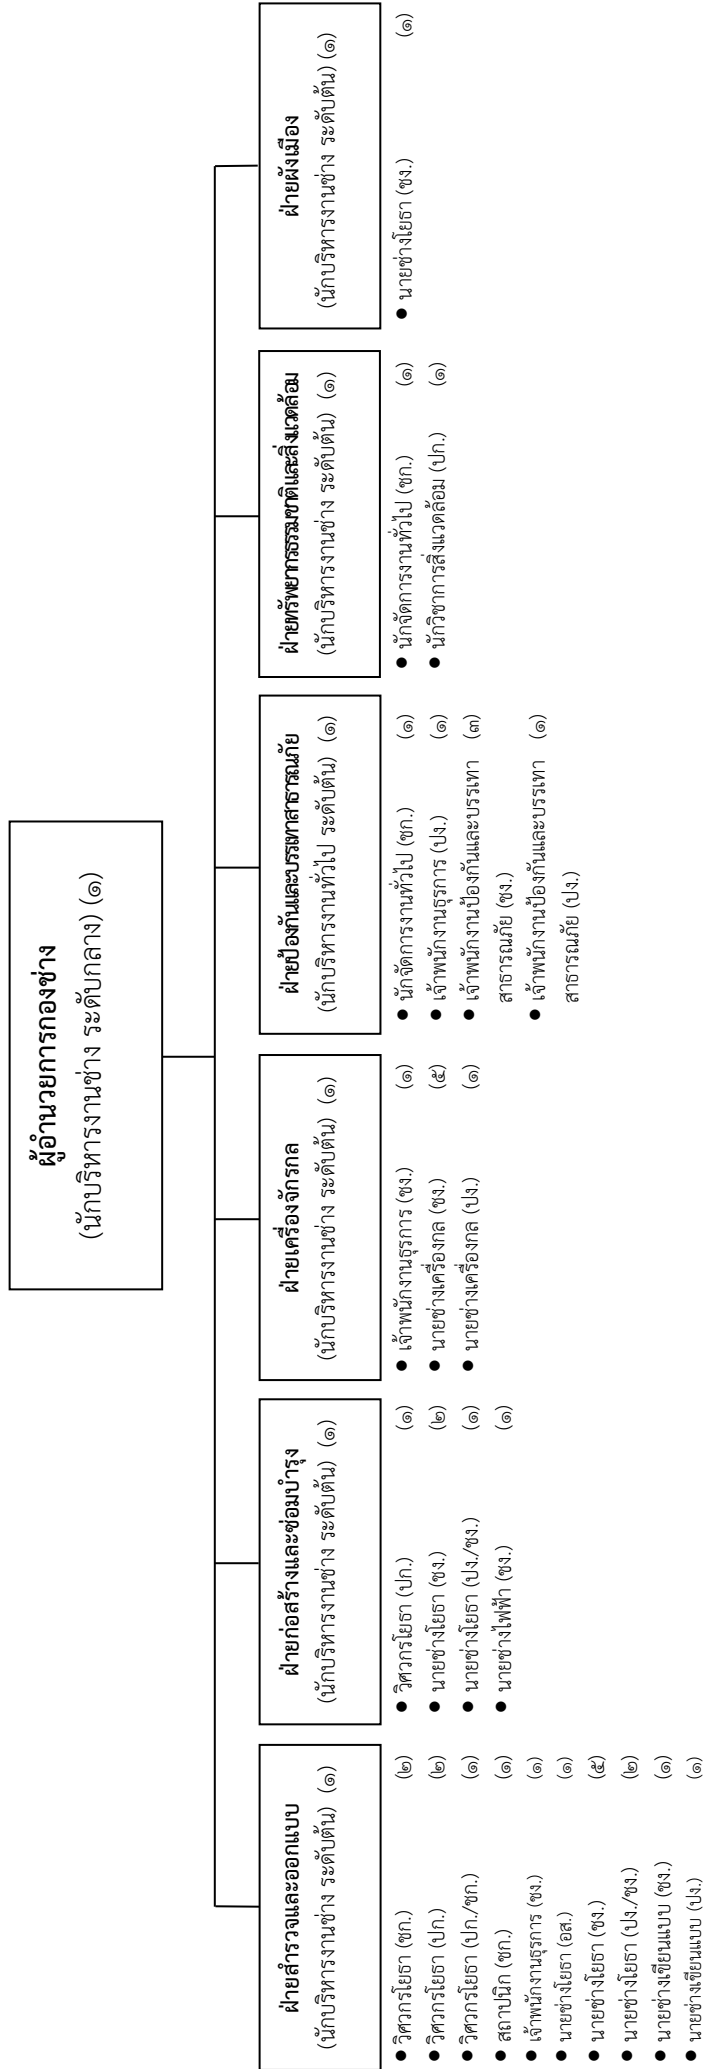 ผู้อำนวยการกองช่าง
(นักบริหารงานช่าง ระดับกลาง) (๑)
ฝ่ายสำรวจและออกแบบ
(นักบริหารงานช่าง ระดับต้น) (๑)
● วิศวกรโยธา (ชก.) (๒)
● วิศวกรโยธา (ปก.) (๒)
● วิศวกรโยธา (ปก./ชก.) (๑)
● สถาปนิก (ชก.) (๑)
● เจ้าพนักงานธุรการ (ชง.) (๑)
● นายช่างโยธา (อส.) (๑)
● นายช่างโยธา (ชง.) (๕)
● นายช่างโยธา (ปง./ชง.) (๒)
● นายช่างเขียนแบบ (ชง.) (๑)
● นายช่างเขียนแบบ (ปง.) (๑)
ฝ่ายก่อสร้างและซ่อมบำรุง
(นักบริหารงานช่าง ระดับต้น) (๑)
● วิศวกรโยธา (ปก.) (๑)
● นายช่างโยธา (ชง.) (๒)
● นายช่างโยธา (ปง./ชง.) (๑)
● นายช่างไฟฟ้า (ชง.) (๑)
ฝ่ายเครื่องจักรกล
(นักบริหารงานช่าง ระดับต้น) (๑)
● เจ้าพนักงานธุรการ (ชง.) (๑)
● นายช่างเครื่องกล (ชง.) (๕)
● นายช่างเครื่องกล (ปง.) (๑)
ฝ่ายป้องกันและบรรเทาสาธารณภัย
(นักบริหารงานทั่วไป ระดับต้น) (๑)
● นักจัดการงานทั่วไป (ชก.) (๑)
● เจ้าพนักงานธุรการ (ปง.) (๑)
● เจ้าพนักงานป้องกันและบรรเทา (๓)
สาธารณภัย (ชง.)
● เจ้าพนักงานป้องกันและบรรเทา (๑)
สาธารณภัย (ปง.)
ฝ่ายทรัพยากรธรรมชาติและสิ่งแวดล้อม
(นักบริหารงานช่าง ระดับต้น) (๑)
● นักจัดการงานทั่วไป (ชก.) (๑)
● นักวิชาการสิ่งแวดล้อม (ปก.) (๑)
ฝ่ายผังเมือง
(นักบริหารงานช่าง ระดับต้น) (๑)
● นายช่างโยธา (ชง.) (๑)